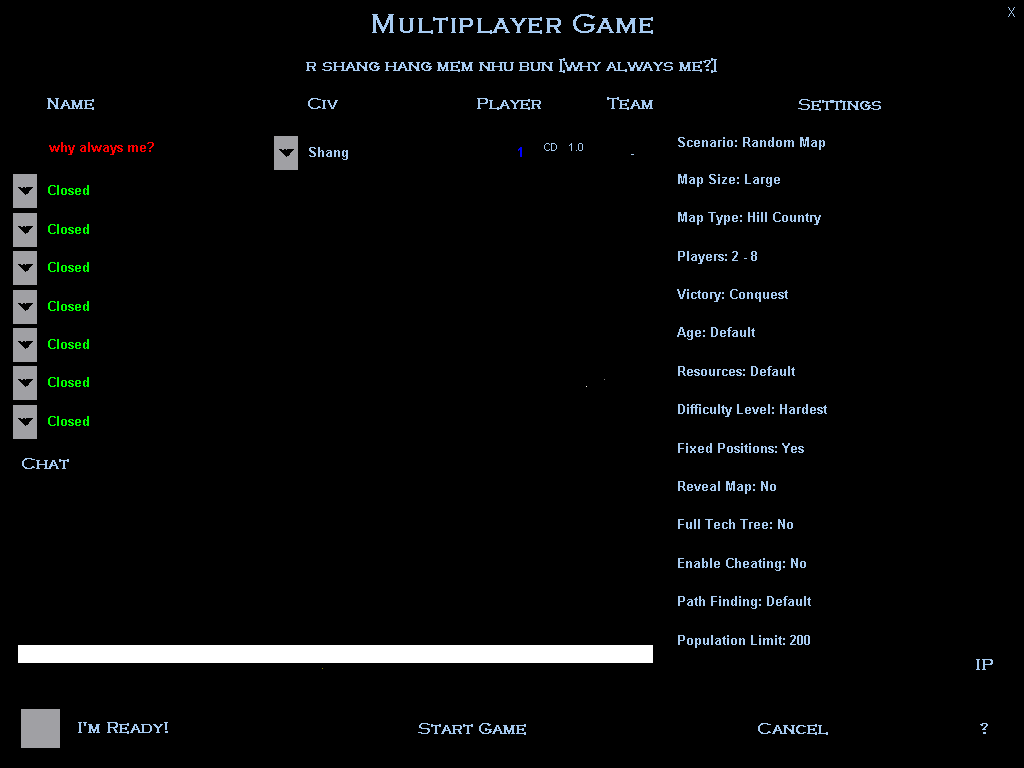 X
Multiplayer Game
R SHANG HANG MEM NHU BUN [WHY ALWAYS ME?]
Name Civ Player Team Settings
why always me? Shang 1 CD 1.0 - Scenario: Random Map
Closed Map Size: Large
Closed Map Type: Hill Country
Closed Players: 2 - 8
Closed Victory: Conquest
Closed Age: Default
Closed Resources: Default
Closed Difficulty Level: Hardest
Fixed Positions: Yes
Chat
Reveal Map: No
Full Tech Tree: No
Enable Cheating: No
Path Finding: Default
Population Limit: 200
IP
I'm Ready! Start Game Cancel ?